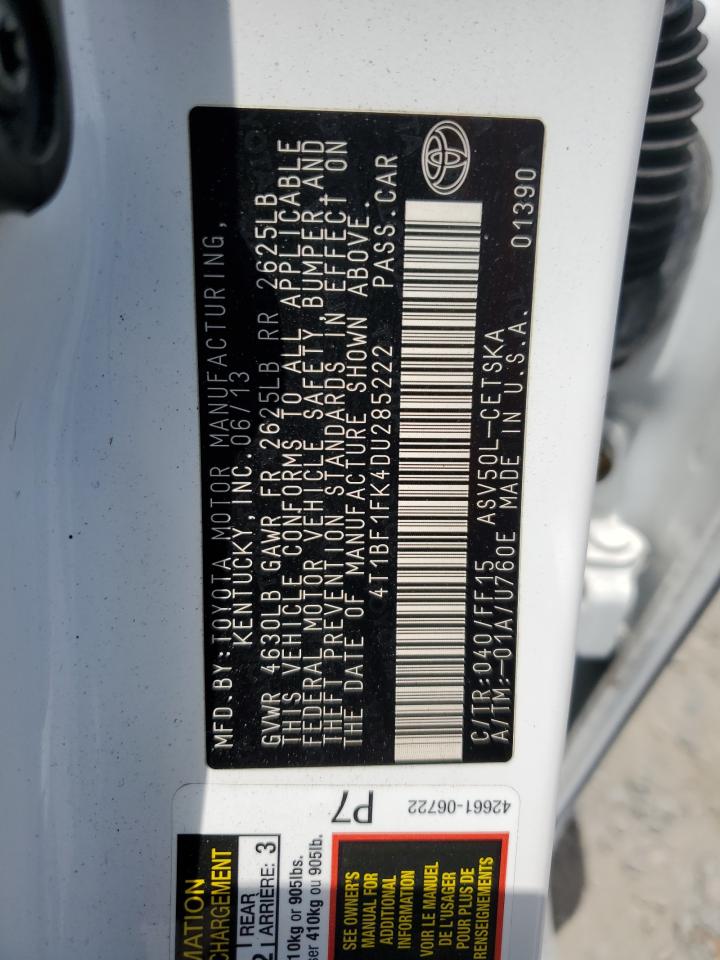 MFD.BY:TOYOTA MOTOR MANUFACTURING,
KENTUCKY,INC. 06/13
GVWR 4630LB GAWR FR 2625LB RR 2625LB
THIS VEHICLE CONFORMS TO ALL APPLICABLE
FEDERAL MOTOR VEHICLE SAFETY,BUMPER,AND
THEFT PREVENTION STANDARDS IN EFFECT ON
THE DATE OF MANUFACTURE SHOWN ABOVE.
4T1BF1FK4DU285222 PASS.CAR
C/TR:040/FF15 ASV50L-CETSKA 01390
A/TM:-01A/U760E MADE IN U.S.A.
P7
42661-06722
MATION
CHARGEMENT
2 REAR
ARRIERE: 3
10kg or 905lbs.
ser 410kg ou 905lb.
SEE OWNER'S
MANUAL FOR
ADDITIONAL
INFORMATION
VOIR LE MANUEL
DE L'USAGER
POUR PLUS DE
RENSEIGNEMENTS